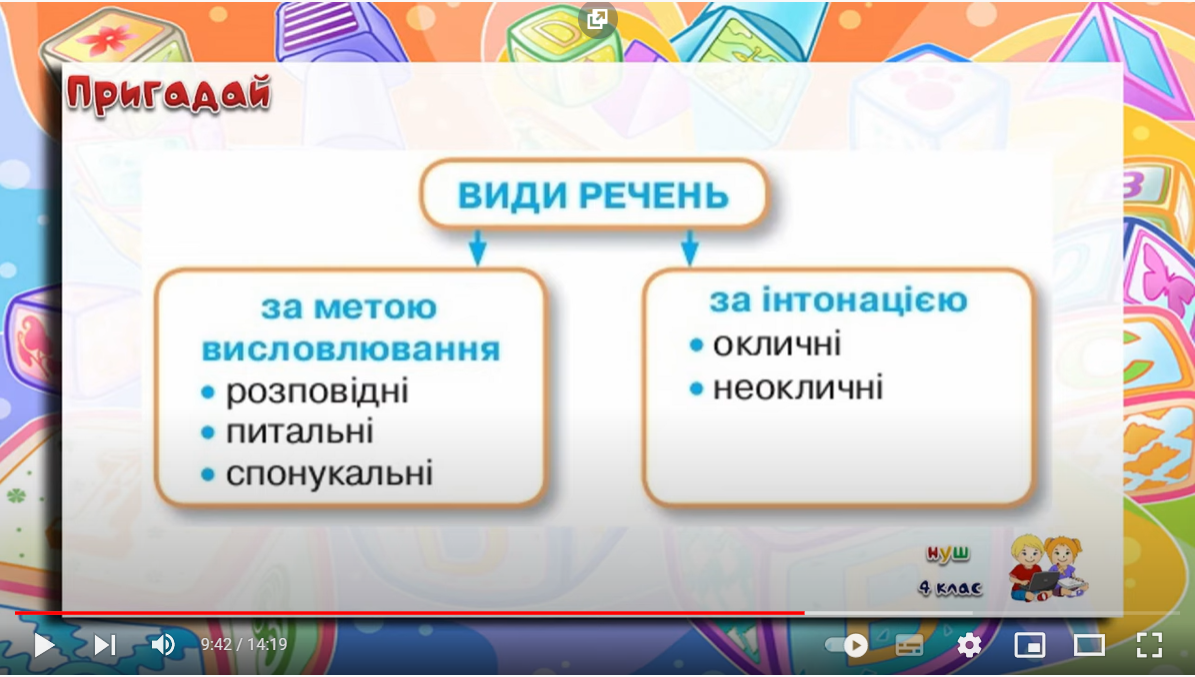 Пригадай
ВИДИ РЕЧЕНЬ
за метою
висловлювання
• розповідні
• питальні
• спонукальні
за інтонацією
• окличні
• неокличні
нуш
4 клас
9:42 / 14:19